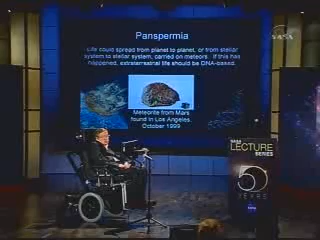 NASA
Panspermia
Life could spread from planet to planet, or from stellar
system to stellar system, carried on meteors. If this has
happened, extraterrestrial life should be DNA-based.
Meteorite from Mars
found in Los Angeles,
October 1999
NASA
LECTURE
SERIES
50
YEARS